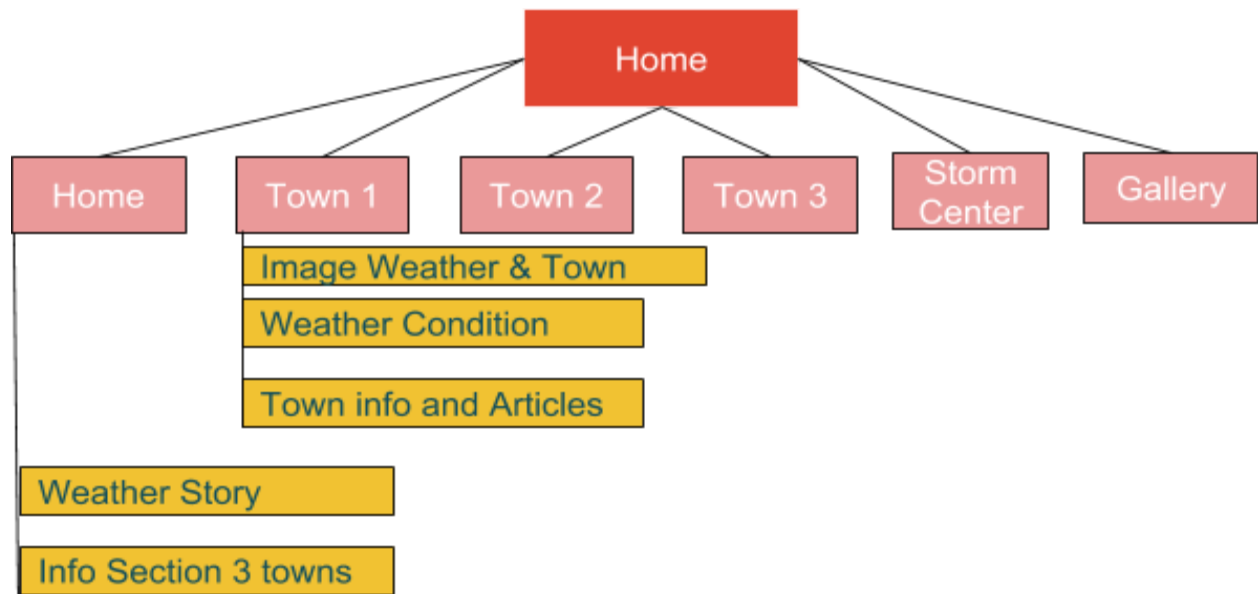 Home
Home
Town 1
Town 2
Town 3
Storm
Center
Gallery
Image Weather & Town
Weather Condition
Town info and Articles
Weather Story
Info Section 3 towns